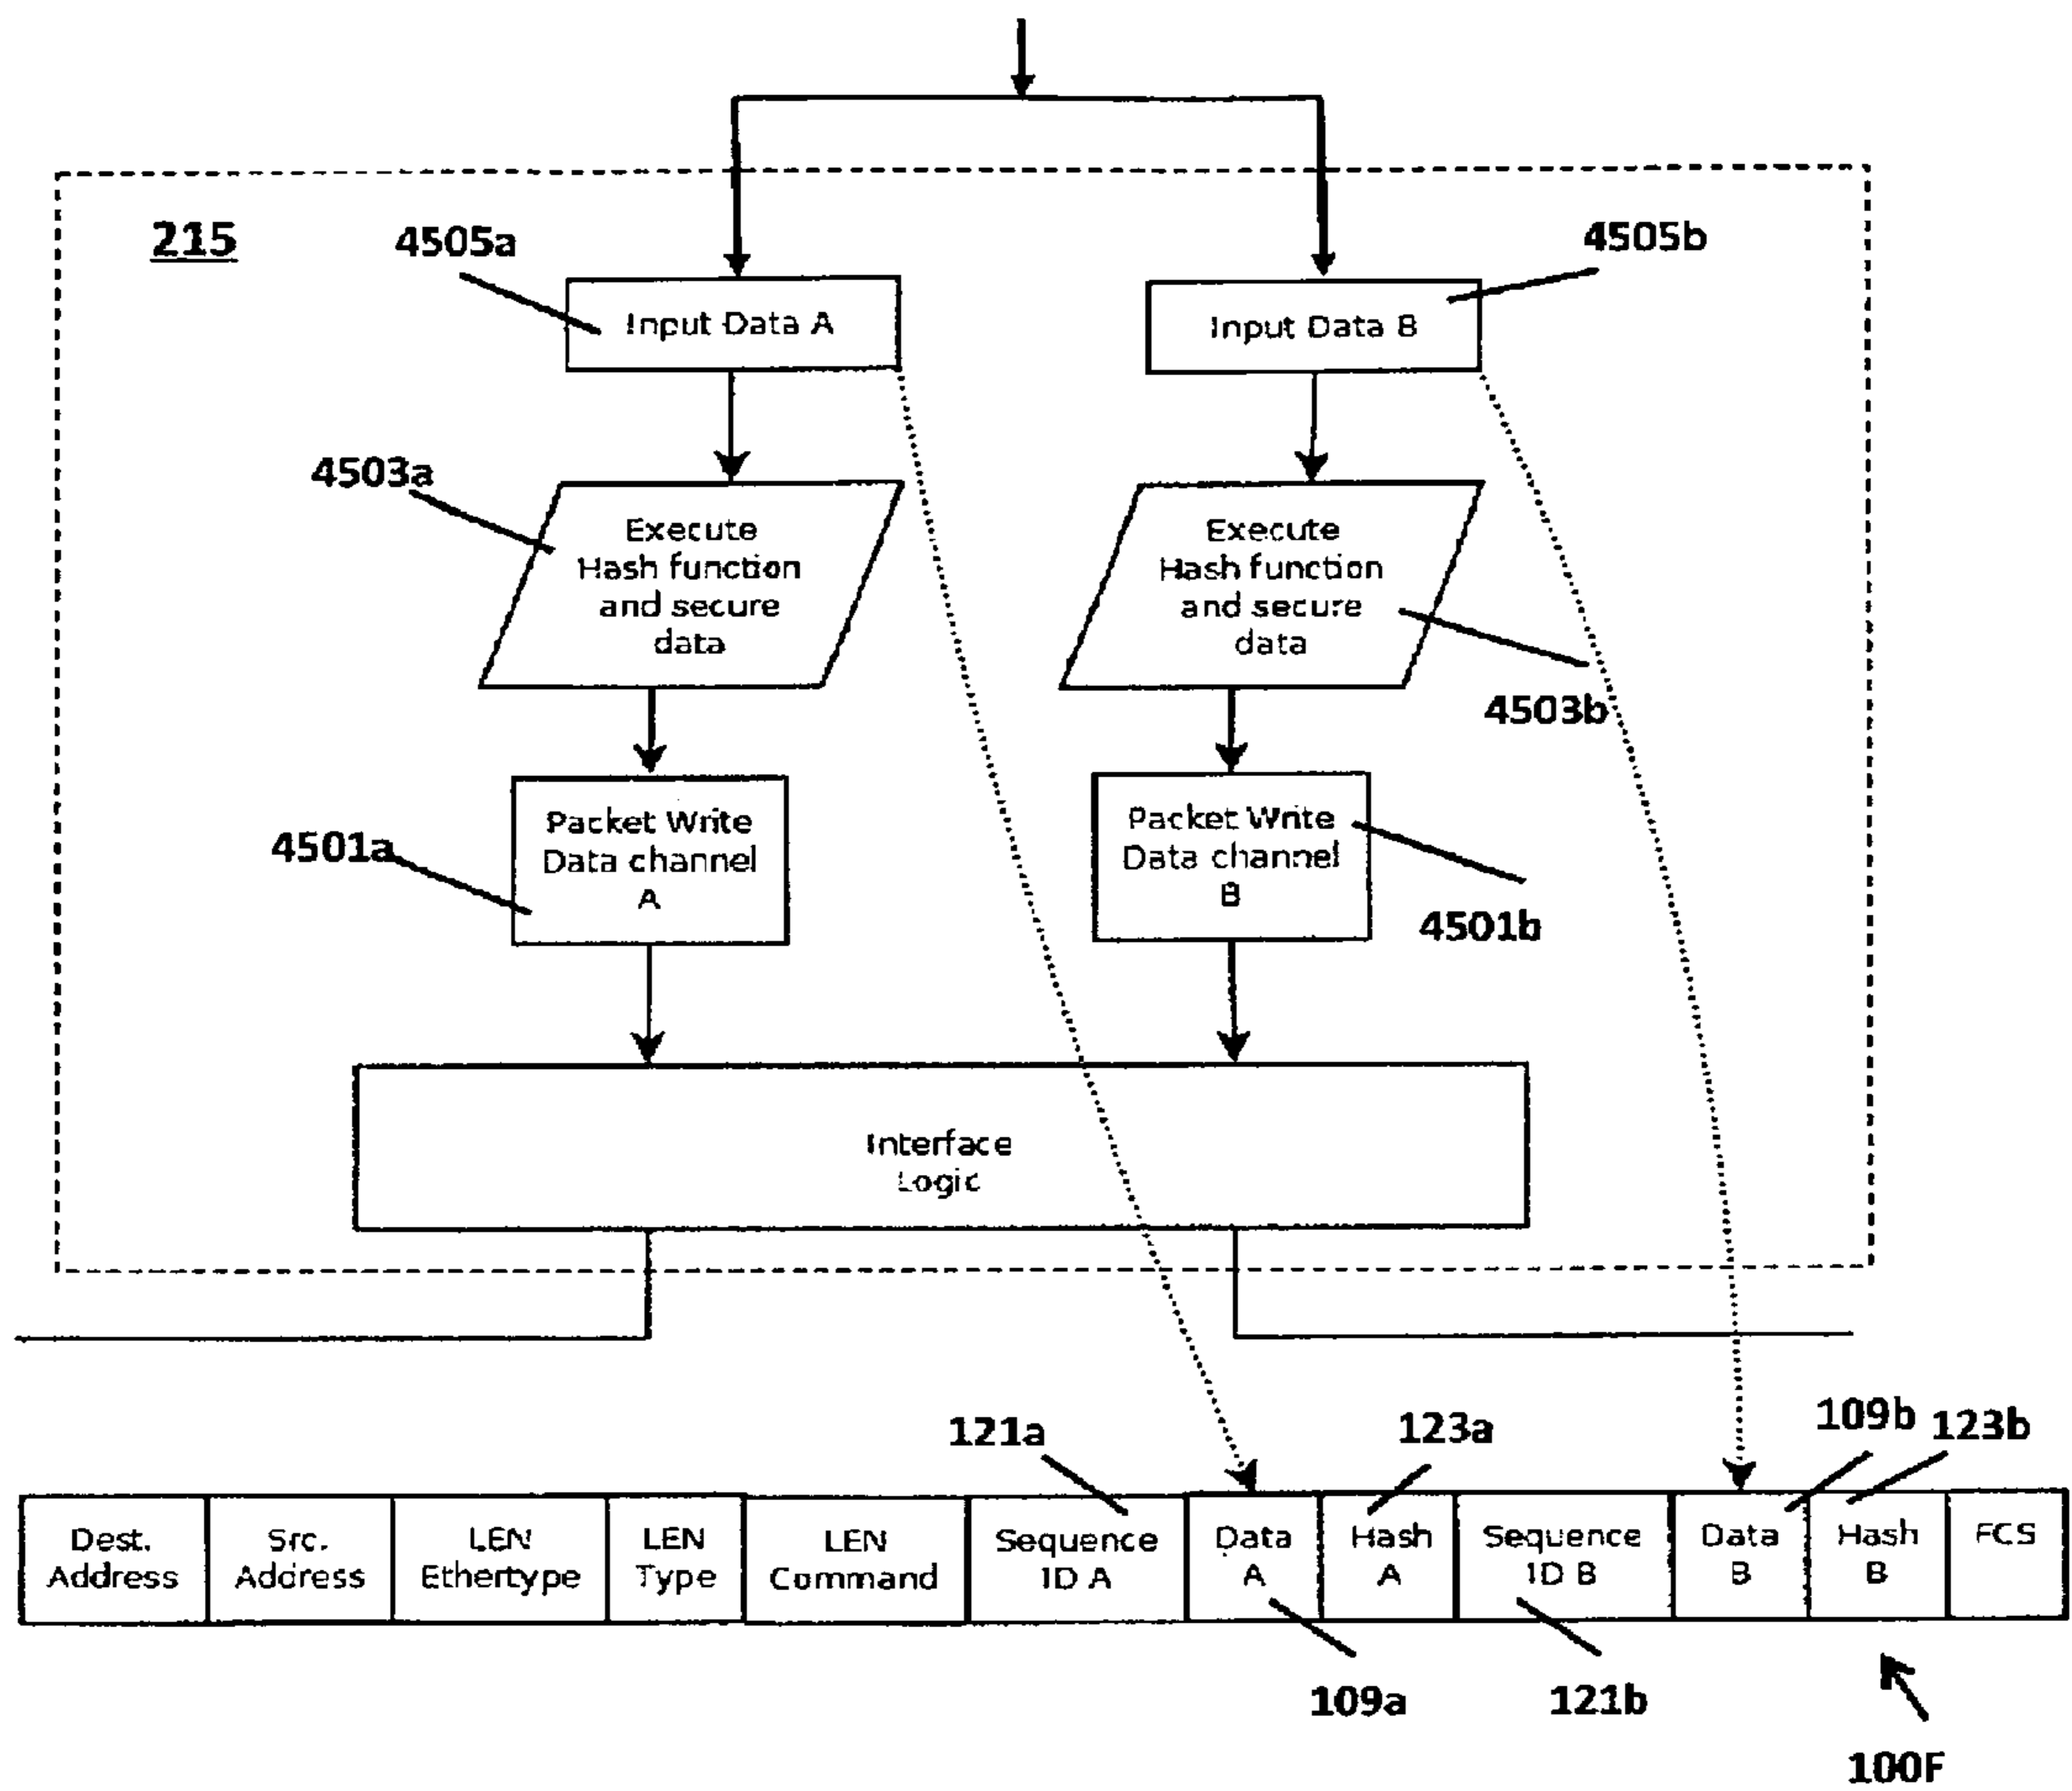 215
4505a
4505b
Input Data A
Input Data B
4503a
Execute
Hash function
and secure
data
Execute
Hash function
and secure
data
4503b
4501a
Packet Write
Data channel
A
Packet Write
Data channel
B
4501b
Interface
Logic
121a
123a
109b
123b
Dest.
Address
Src.
Address
LEN
Ethertype
LEN
Type
LEN
Command
Sequence
ID A
Data
A
Hash
A
Sequence
ID B
Data
B
Hash
B
FCS
109a
121b
100F